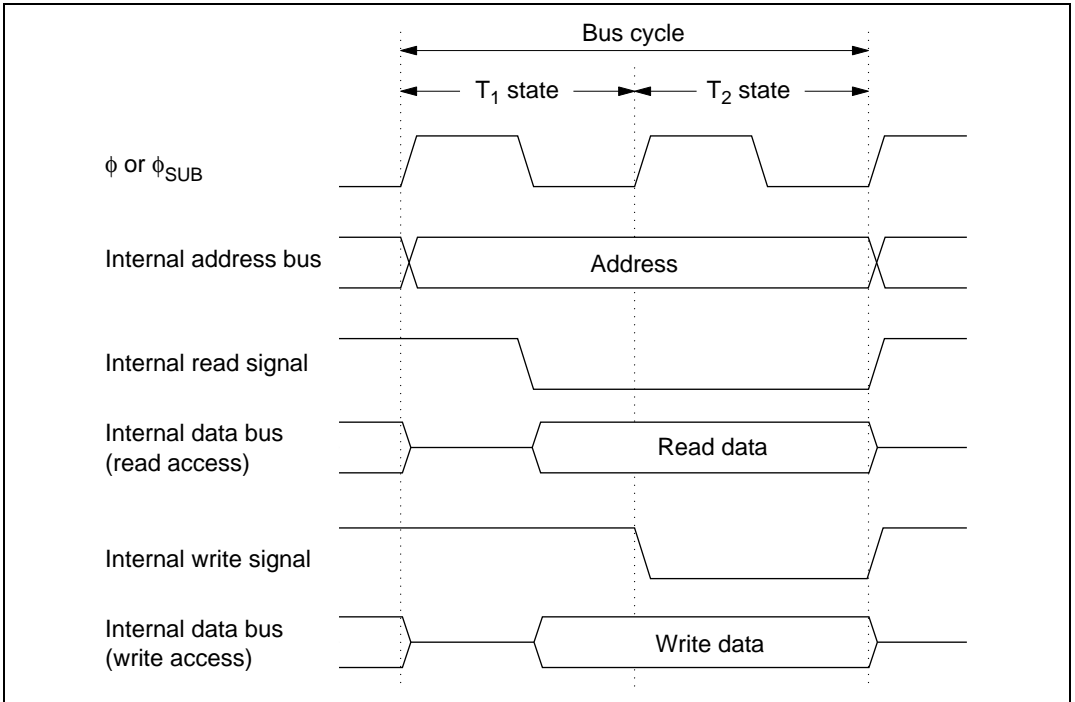 Bus cycle
T1 state
T2 state
ϕ or ϕSUB
Internal address bus
Address
Internal read signal
Internal data bus
(read access)
Read data
Internal write signal
Internal data bus
(write access)
Write data